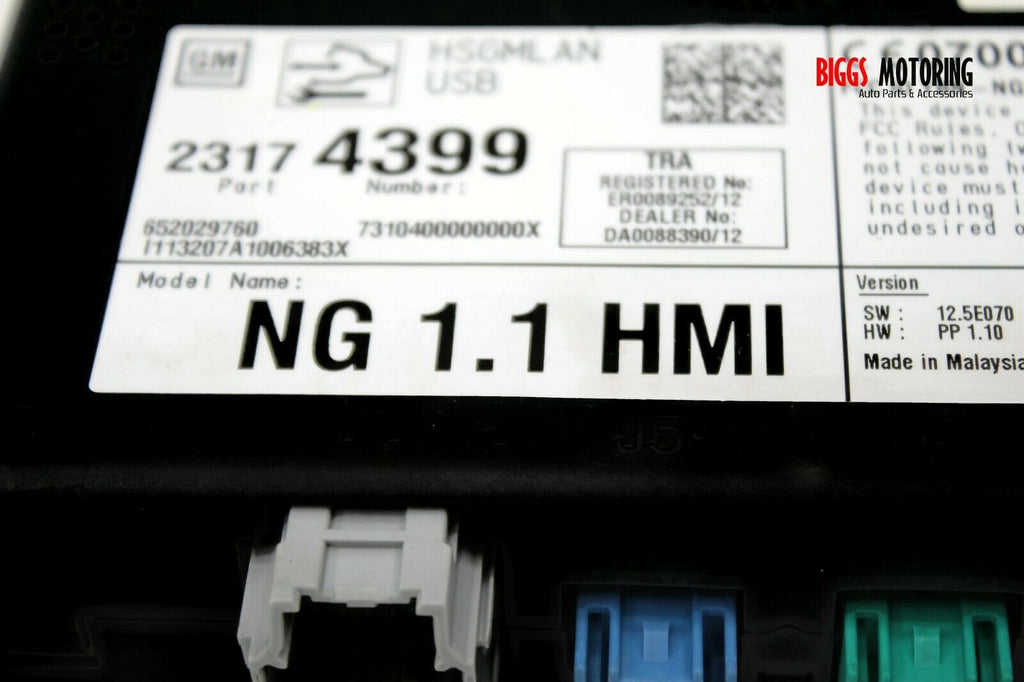 GM
HSGMLAN
USB
2317 4399
Part Number:
652029760 7310400000000X
I113207A1006383X
TRA
REGISTERED No:
ER0089252/12
DEALER No:
DA0088390/12
BIGGS MOTORING
Auto Parts & Accessories
NG
This device
FCC Rules.
following
not cause
device must
including
undesired
Model Name:
NG 1.1 HMI
Version
SW: 12.5E070
HW: PP 1.10
Made in Malaysia
J5